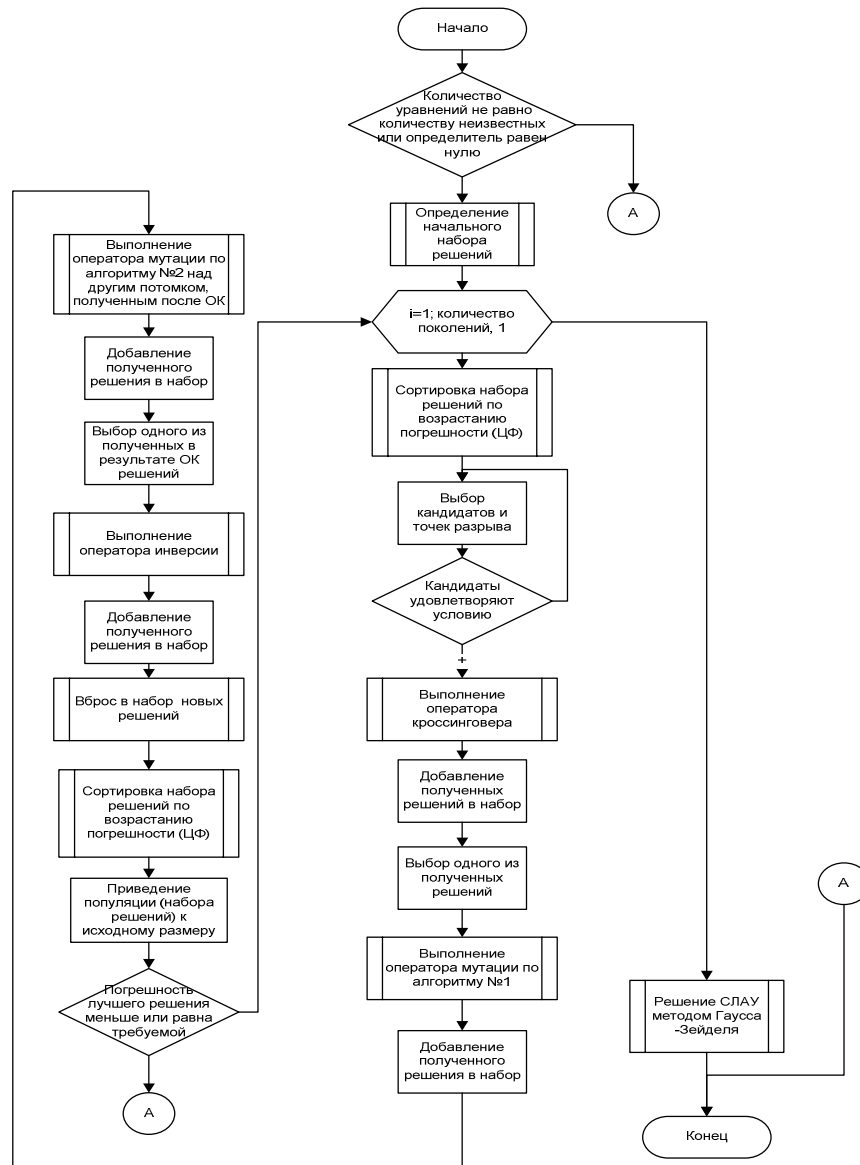 Начало
Количество
уравнений не равно
количеству неизвестных
или определитель равен
нулю
А
Определение
начального
набора
решений
i=1; количество
поколений, 1
Сортировка набора
решений по
возрастанию
погрешности (ЦФ)
Выбор
кандидатов и
точек разрыва
Кандидаты
удовлетворяют
условию
+
Выполнение
оператора
кроссинговера
Добавление
полученных
решений в набор
Выбор одного из
полученных
решений
Выполнение
оператора мутации по
алгоритму №1
Добавление
полученного
решения в набор
Выполнение
оператора мутации по
алгоритму №2 над
другим потомком,
полученным после ОК
Добавление
полученного
решения в набор
Выбор одного из
полученных в
результате ОК
решений
Выполнение
оператора инверсии
Добавление
полученного
решения в набор
Вброс в набор новых
решений
Сортировка набора
решений по
возрастанию
погрешности (ЦФ)
Приведение
популяции (набора
решений) к
исходному размеру
Погрешность
лучшего решения
меньше или равна
требуемой
А
А
Решение СЛАУ
методом Гаусса
-Зейделя
Конец